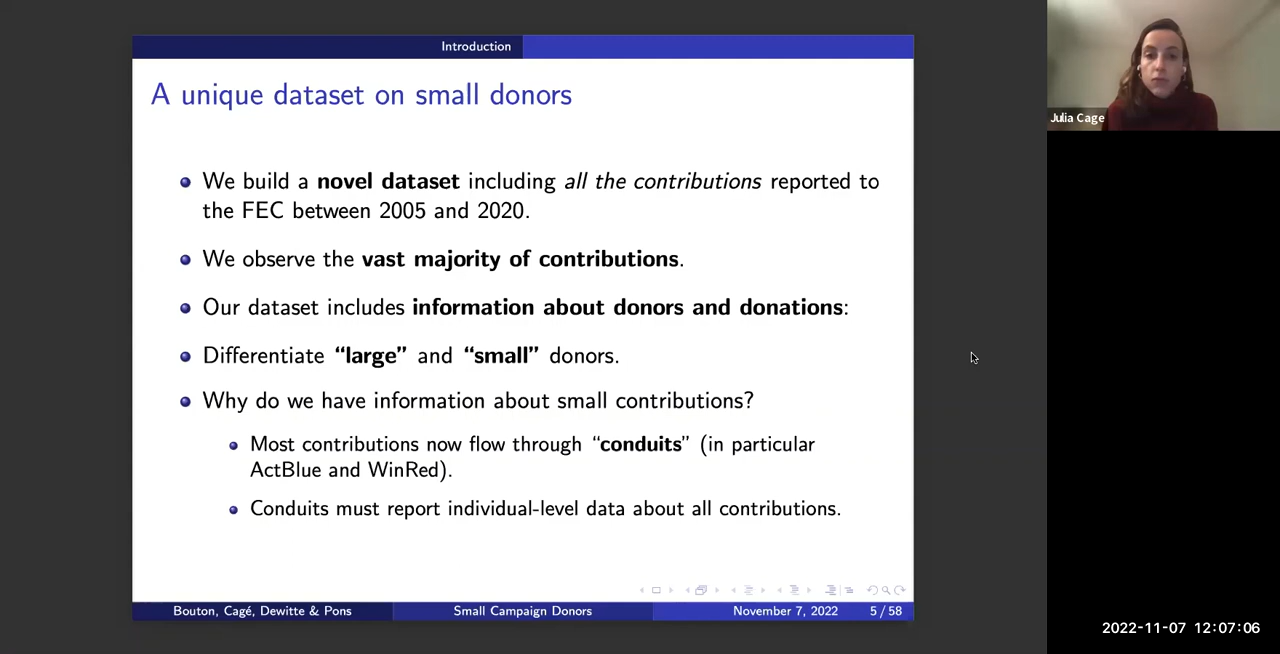 Introduction
A unique dataset on small donors
We build a novel dataset including all the contributions reported to
the FEC between 2005 and 2020.
We observe the vast majority of contributions.
Our dataset includes information about donors and donations:
Differentiate “large” and “small” donors.
Why do we have information about small contributions?
Most contributions now flow through “conduits” (in particular
ActBlue and WinRed).
Conduits must report individual-level data about all contributions.
Bouton, Cagé, Dewitte & Pons
Small Campaign Donors
November 7, 2022
5 / 58
Julia Cage
2022-11-07 12:07:06